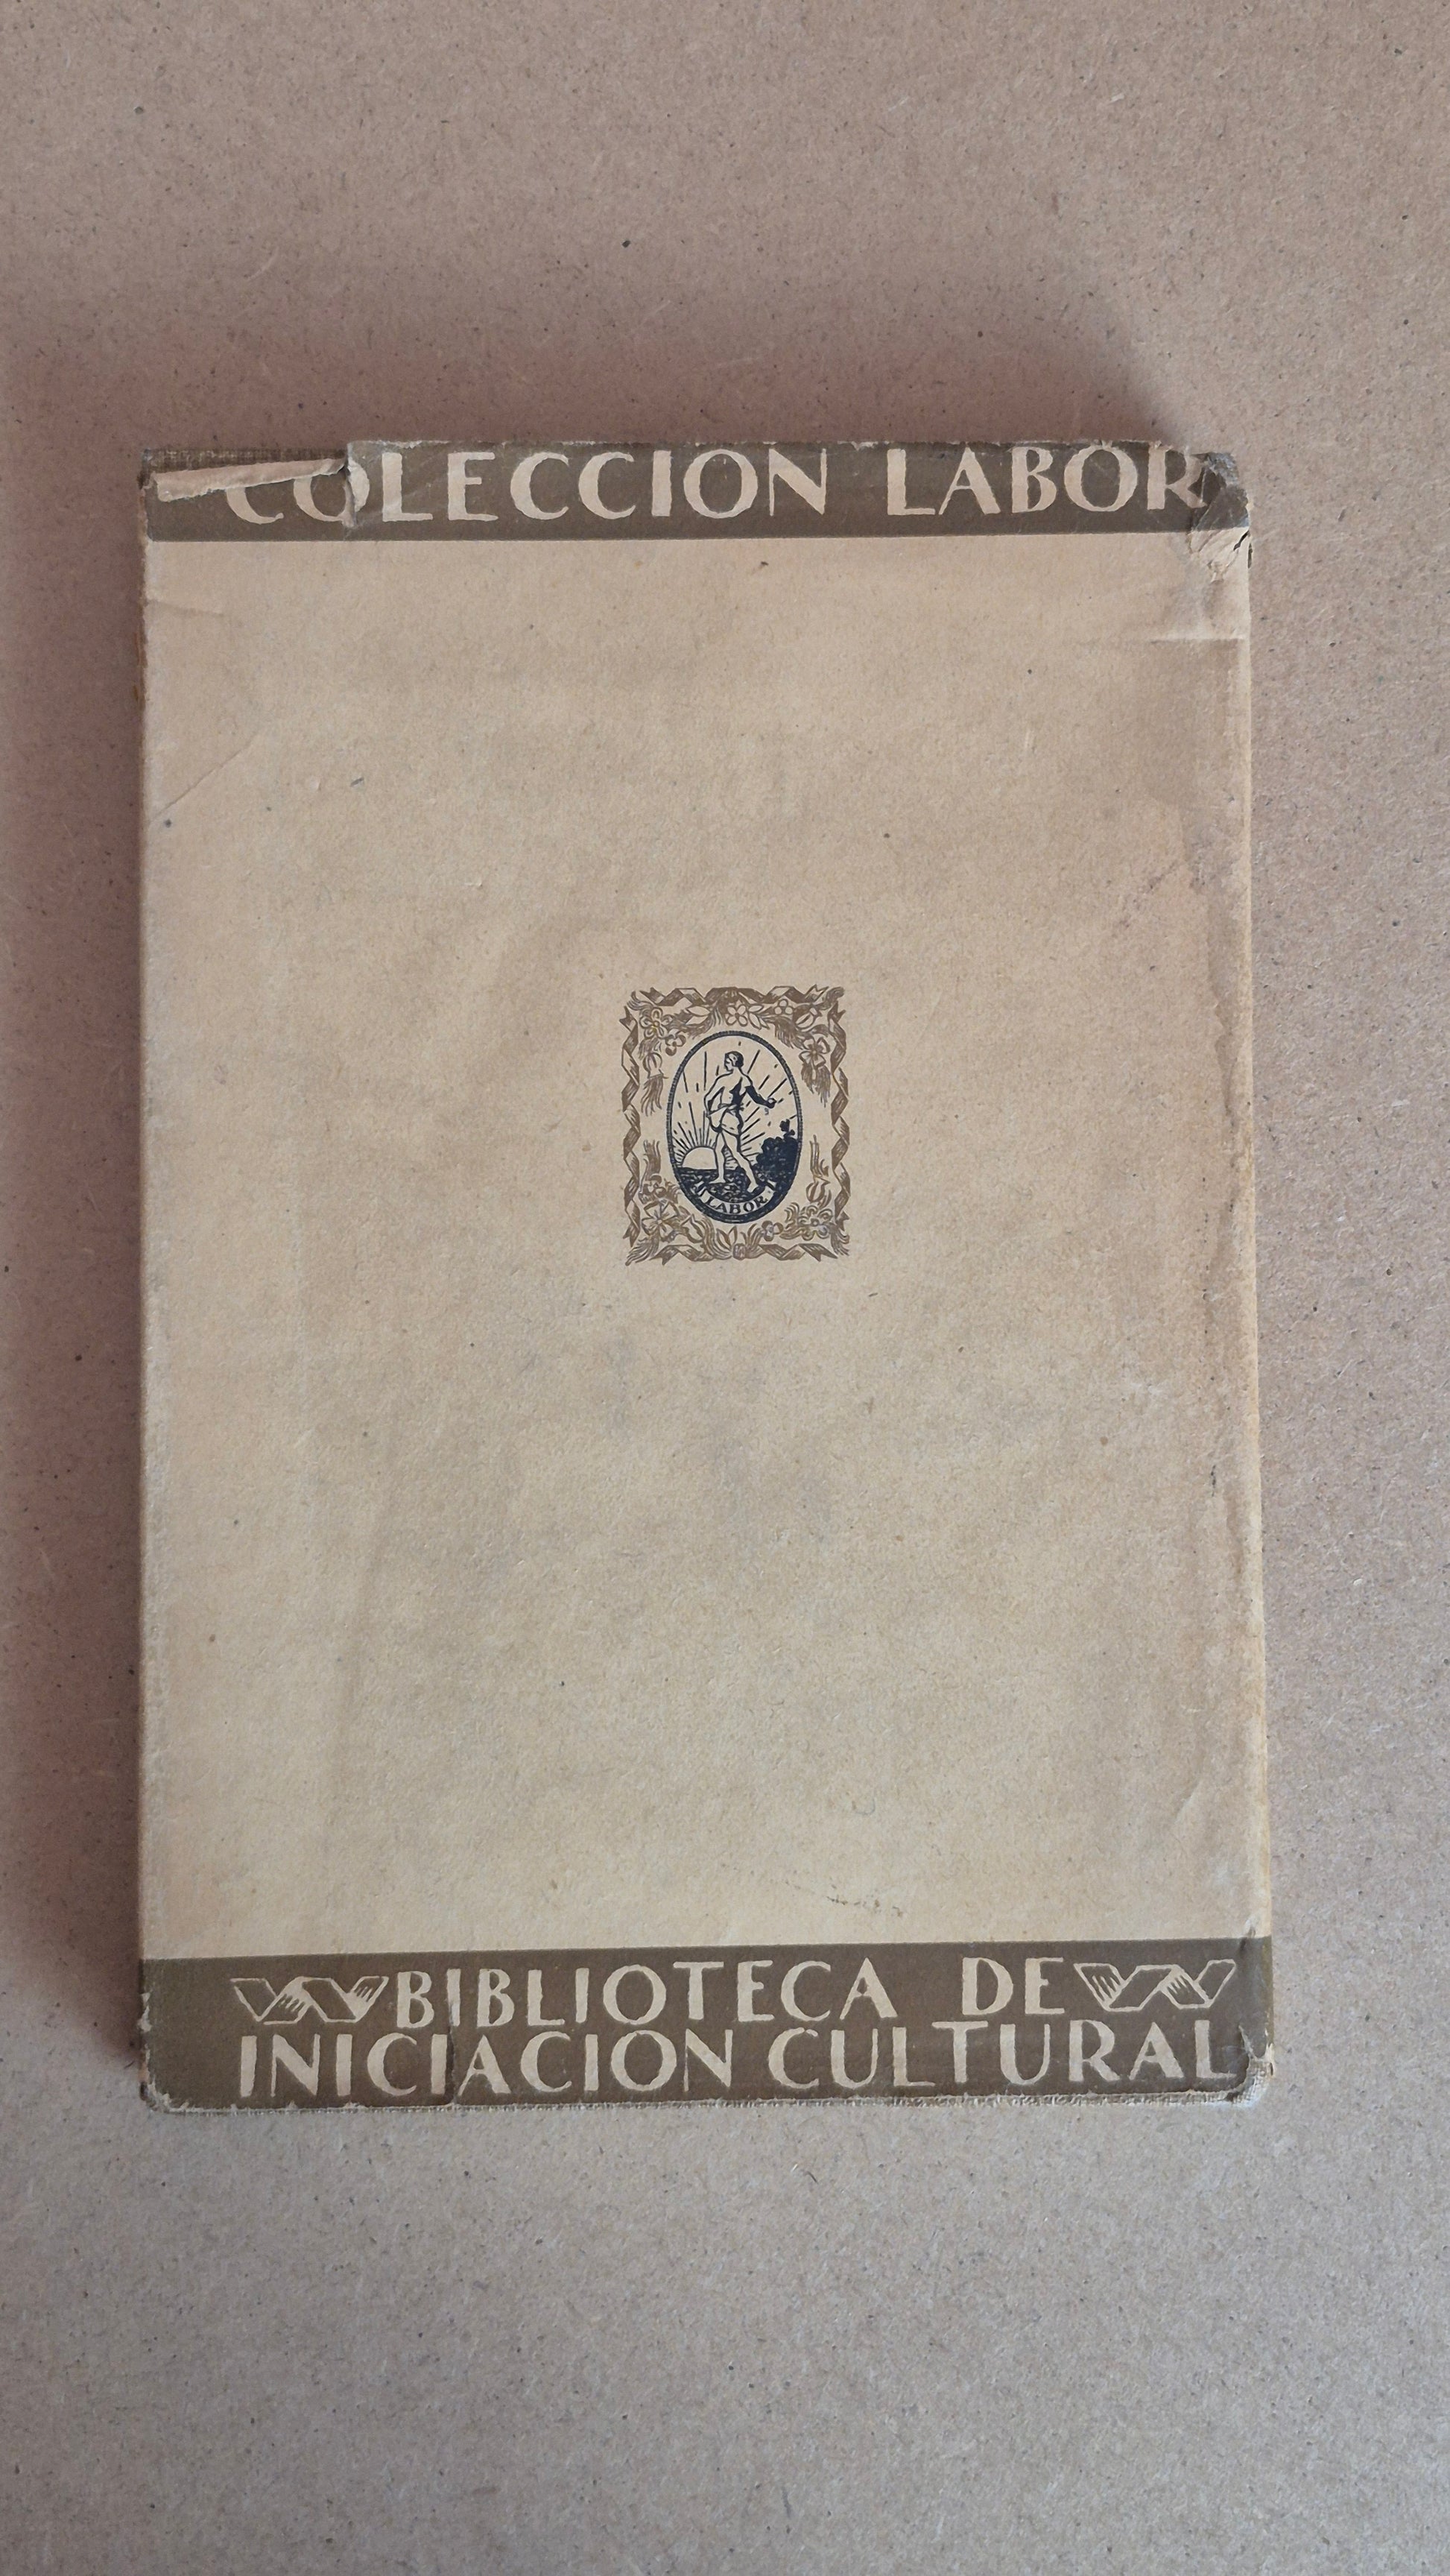 COLECCION LABOR
LABOR
BIBLIOTECA DE
INICIACION CULTURAL